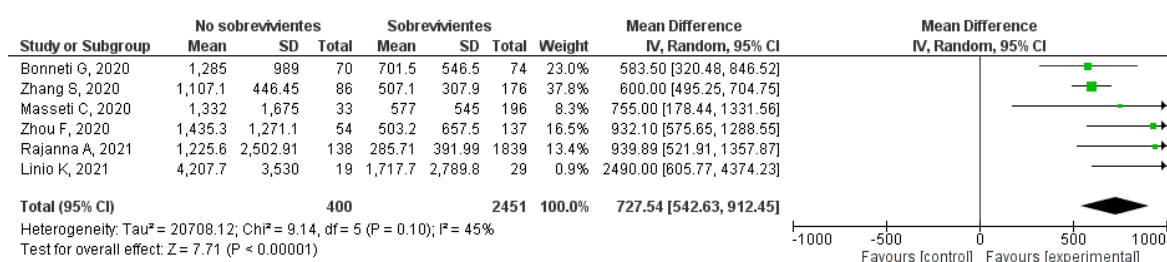 No sobrevivientes Sobrevivientes Mean Difference Mean Difference
Study or Subgroup Mean SD Total Mean SD Total Weight IV, Random, 95% CI IV, Random, 95% CI
Bonneti G, 2020 1,285 989 70 701.5 546.5 74 23.0% 583.50 [320.48, 846.52]
Zhang S, 2020 1,107.1 446.45 86 507.1 307.9 176 37.8% 600.00 [495.25, 704.75]
Masseti C, 2020 1,332 1,675 33 577 545 196 8.3% 755.00 [178.44, 1331.56]
Zhou F, 2020 1,435.3 1,271.1 54 503.2 657.5 137 16.5% 932.10 [575.65, 1288.55]
Rajanna A, 2021 1,225.6 2,502.91 138 285.71 391.99 1839 13.4% 939.89 [521.91, 1357.87]
Linio K, 2021 4,207.7 3,530 19 1,717.7 2,789.8 29 0.9% 2490.00 [605.77, 4374.23]
Total (95% CI) 400 2451 100.0% 727.54 [542.63, 912.45]
Heterogeneity: Tau² = 20708.12; Chi² = 9.14, df = 5 (P = 0.10); I² = 45%
Test for overall effect: Z = 7.71 (P < 0.00001)
-1000 -500 0 500 1000
Favours [control] Favours [experimental]